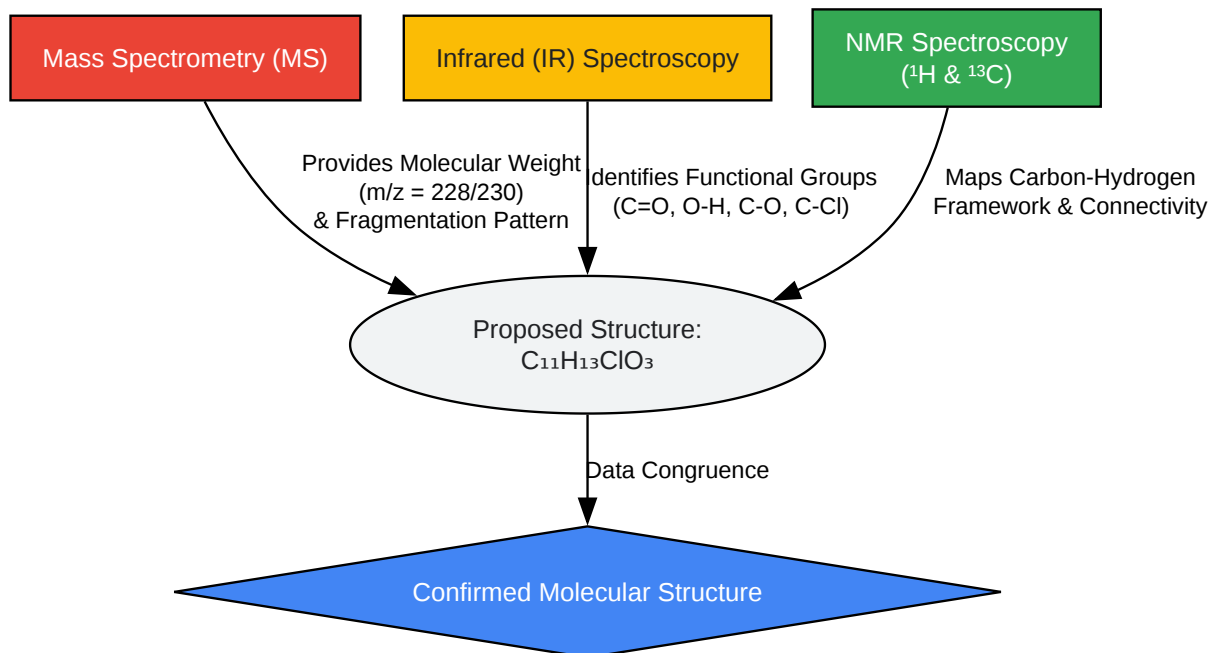 Mass Spectrometry (MS)
Infrared (IR) Spectroscopy
NMR Spectroscopy
(¹H & ¹³C)
Provides Molecular Weight
(m/z = 228/230)
& Fragmentation Pattern
Identifies Functional Groups
(C=O, O-H, C-O, C-Cl)
Maps Carbon-Hydrogen
Framework & Connectivity
Proposed Structure:
C₁₁H₁₃ClO₃
Data Congruence
Confirmed Molecular Structure